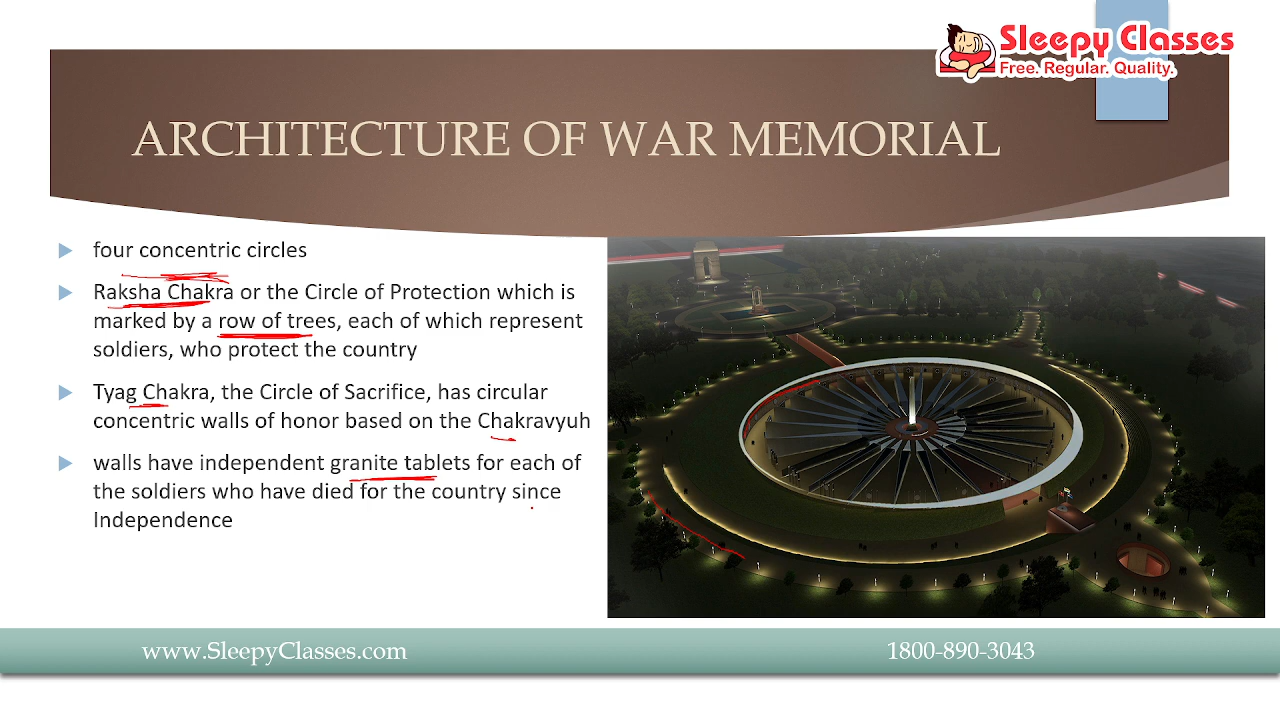 Sleepy Classes
Free. Regular. Quality.
ARCHITECTURE OF WAR MEMORIAL
four concentric circles
Raksha Chakra or the Circle of Protection which is
marked by a row of trees, each of which represent
soldiers, who protect the country
Tyag Chakra, the Circle of Sacrifice, has circular
concentric walls of honor based on the Chakravyuh
walls have independent granite tablets for each of
the soldiers who have died for the country since
Independence
www.SleepyClasses.com
1800-890-3043